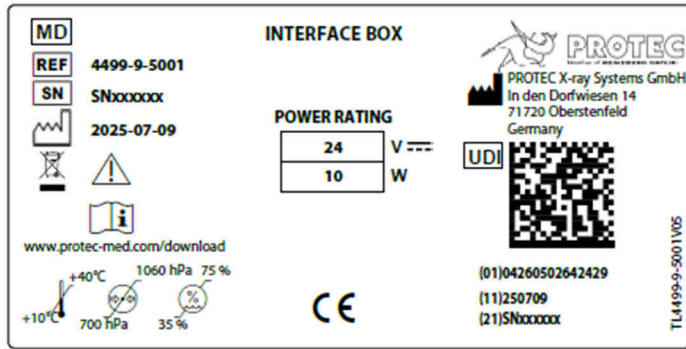 MD
INTERFACE BOX
PROTEC
REF 4499-9-5001
SN SNxxxxxx
2025-07-09
POWER RATING
24 V
10 W
PROTEC X-ray Systems GmbH
In den Dorfwiesen 14
71720 Oberstenfeld
Germany
UDI
www.protec-med.com/download
+40°C
+10°C
1060 hPa
700 hPa
75 %
%
35 %
CE
(01)04260502642429
(11)250709
(21)SNxxxxxx
TL4499-9-5001V05